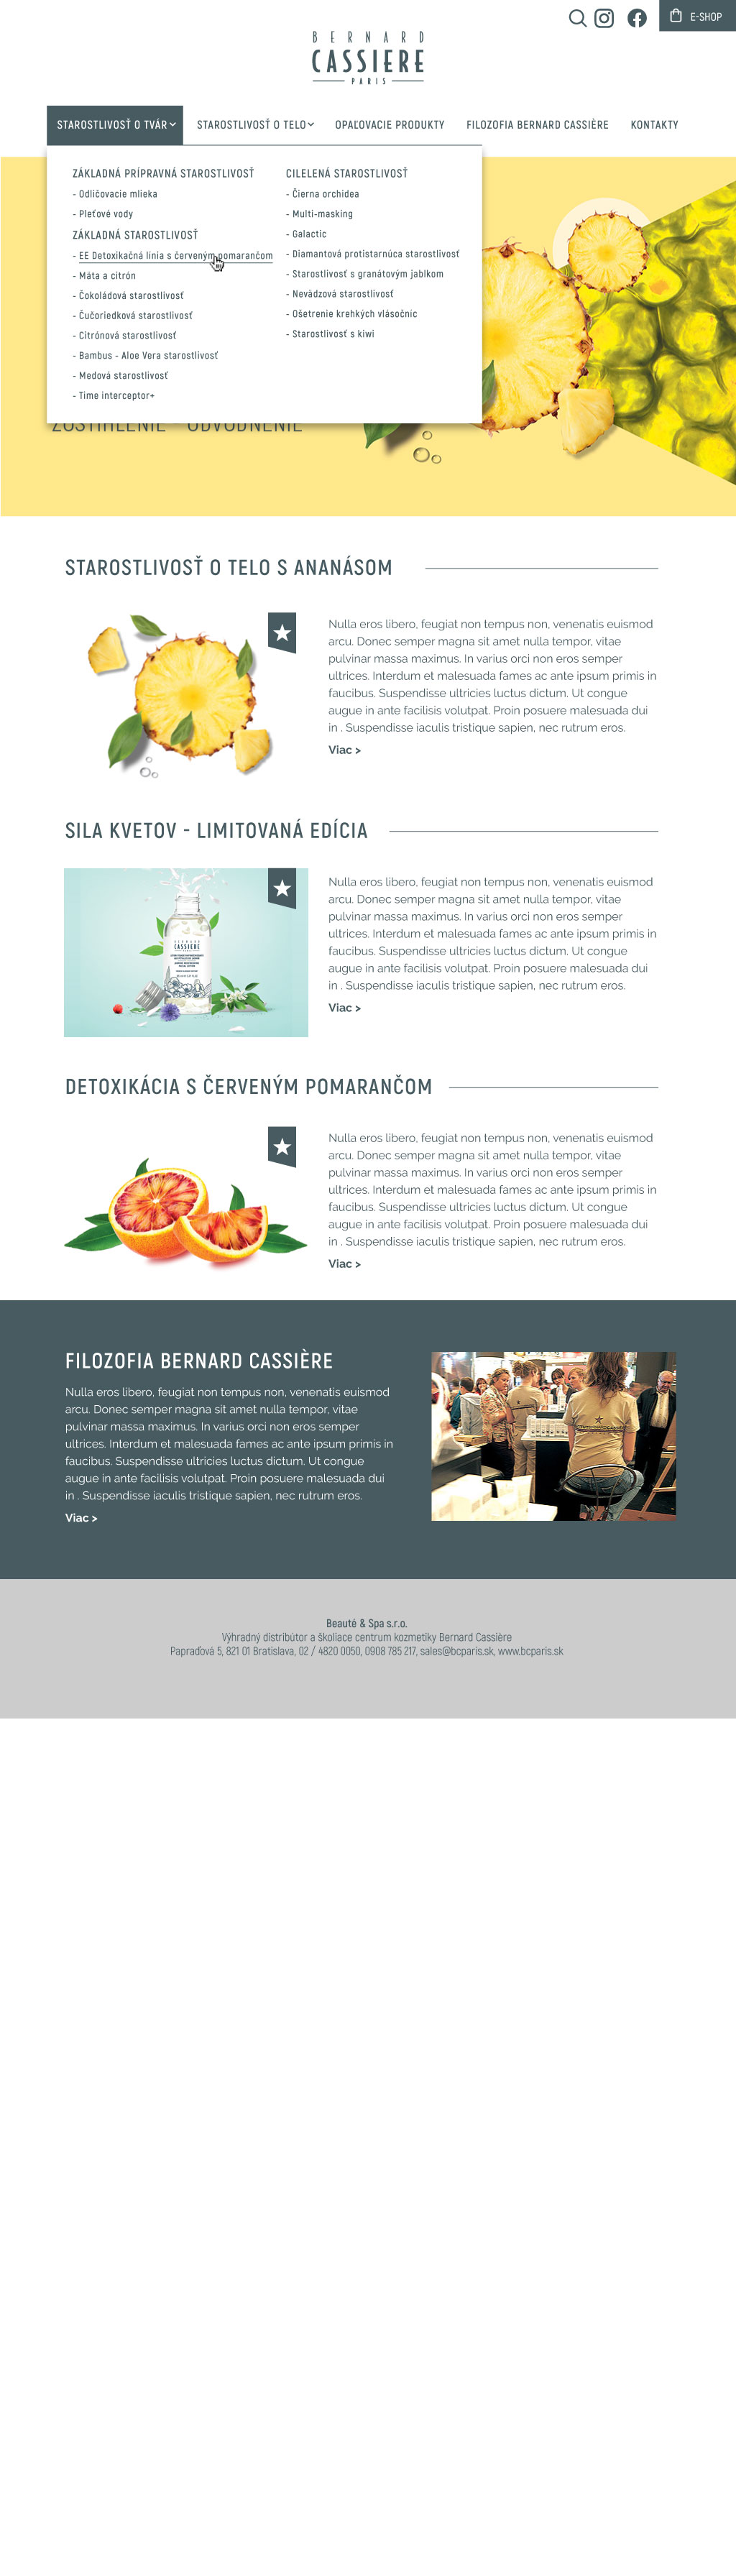 E-SHOP
BERNARD
CASSIERE
PARIS
STAROSTLIVOSŤ O TVÁR STAROSTLIVOSŤ O TELO OPAĽOVACIE PRODUKTY FILOZOFIA BERNARD CASSIÈRE KONTAKTY
ZÁKLADNÁ PRÍPRAVNÁ STAROSTLIVOSŤ
- Odličovacie mlieka
- Pleťové vody
ZÁKLADNÁ STAROSTLIVOSŤ
- EE Detoxikačná línia s červeným pomarančom
- Mäta a citrón
- Čokoládová starostlivosť
- Čučoriedková starostlivosť
- Citrónová starostlivosť
- Bambus - Aloe Vera starostlivosť
- Medová starostlivosť
- Time interceptor+
CILELENÁ STAROSTLIVOSŤ
- Čierna orchidea
- Multi-masking
- Galactic
- Diamantová protistarnúca starostlivosť
- Starostlivosť s granátovým jablkom
- Nevädzová starostlivosť
- Ošetrenie krehkých vlásočníc
- Starostlivosť s kiwi
ZOŠTÍHLENIE ODVODNENIE
STAROSTLIVOSŤ O TELO S ANANÁSOM
Nulla eros libero, feugiat non tempus non, venenatis euismod
arcu. Donec semper magna sit amet nulla tempor, vitae
pulvinar massa maximus. In varius orci non eros semper
ultrices. Interdum et malesuada fames ac ante ipsum primis in
faucibus. Suspendisse ultricies luctus dictum. Ut congue
augue in ante facilisis volutpat. Proin posuere malesuada dui
in . Suspendisse iaculis tristique sapien, nec rutrum eros.
Viac >
SILA KVETOV - LIMITOVANÁ EDÍCIA
BERNARD
CASSIERE
Nulla eros libero, feugiat non tempus non, venenatis euismod
arcu. Donec semper magna sit amet nulla tempor, vitae
pulvinar massa maximus. In varius orci non eros semper
ultrices. Interdum et malesuada fames ac ante ipsum primis in
faucibus. Suspendisse ultricies luctus dictum. Ut congue
augue in ante facilisis volutpat. Proin posuere malesuada dui
in . Suspendisse iaculis tristique sapien, nec rutrum eros.
Viac >
DETOXIKÁCIA S ČERVENÝM POMARANČOM
Nulla eros libero, feugiat non tempus non, venenatis euismod
arcu. Donec semper magna sit amet nulla tempor, vitae
pulvinar massa maximus. In varius orci non eros semper
ultrices. Interdum et malesuada fames ac ante ipsum primis in
faucibus. Suspendisse ultricies luctus dictum. Ut congue
augue in ante facilisis volutpat. Proin posuere malesuada dui
in . Suspendisse iaculis tristique sapien, nec rutrum eros.
Viac >
FILOZOFIA BERNARD CASSIÈRE
Nulla eros libero, feugiat non tempus non, venenatis euismod
arcu. Donec semper magna sit amet nulla tempor, vitae
pulvinar massa maximus. In varius orci non eros semper
ultrices. Interdum et malesuada fames ac ante ipsum primis in
faucibus. Suspendisse ultricies luctus dictum. Ut congue
augue in ante facilisis volutpat. Proin posuere malesuada dui
in . Suspendisse iaculis tristique sapien, nec rutrum eros.
Viac >
Beauté & Spa s.r.o.
Výhradný distribútor a školiace centrum kozmetiky Bernard Cassière
Papraďová 5, 821 01 Bratislava, 02 / 4820 0050, 0908 785 217, sales@bcparis.sk, www.bcparis.sk